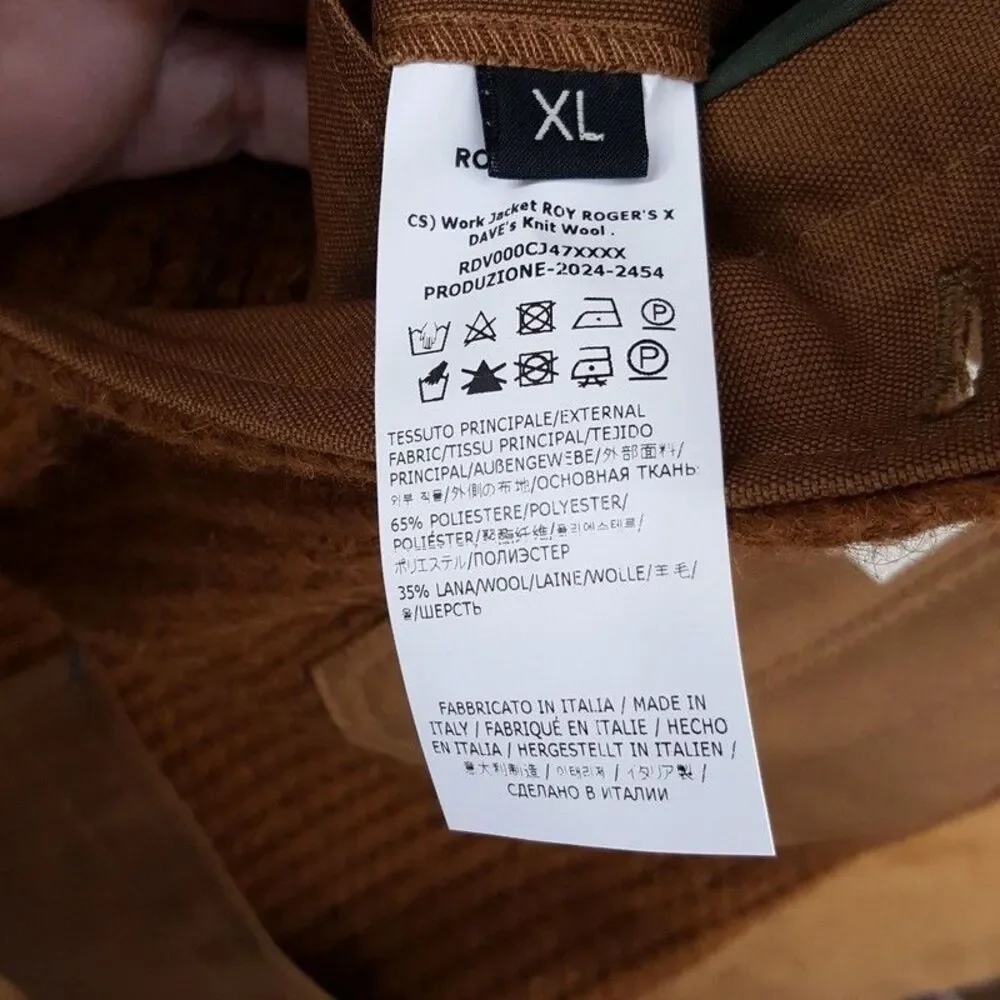 XL
RO
CS) Work Jacket ROY ROGER'S X
DAVE's Knit Wool .
RDV000CJ47XXXX
PRODUZIONE-2024-2454
P
P
TESSUTO PRINCIPALE/EXTERNAL
FABRIC/TISSU PRINCIPAL/TEJIDO
PRINCIPAL/AUßENGEWEBE/外部面料/
외부 직물/外側の布地/ОСНОВНАЯ ТКАНЬ
65% POLIESTERE/POLYESTER/
POLIÉSTER/聚酯纤维/폴리에스테르/
ポリエステル/ПОЛИЭСТЕР
35% LANA/WOOL/LAINE/WOLLE/羊毛/
울/ШЕРСТЬ
FABBRICATO IN ITALIA / MADE IN
ITALY / FABRIQUÉ EN ITALIE / HECHO
EN ITALIA / HERGESTELLT IN ITALIEN /
意大利制造 / 이태리제 / イタリア製 /
СДЕЛАНО В ИТАЛИИ